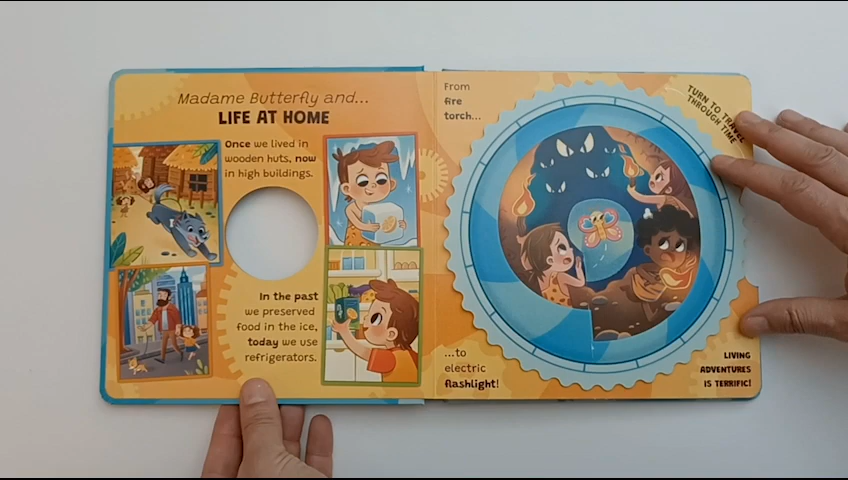 Madame Butterfly and...
LIFE AT HOME
Once we lived in
wooden huts, now
in high buildings.
In the past
we preserved
food in the ice,
today we use
refrigerators.
From
fire
torch...
TURN TO TRAVEL
THROUGH TIME
...to
electric
flashlight!
LIVING
ADVENTURES
IS TERRIFIC!